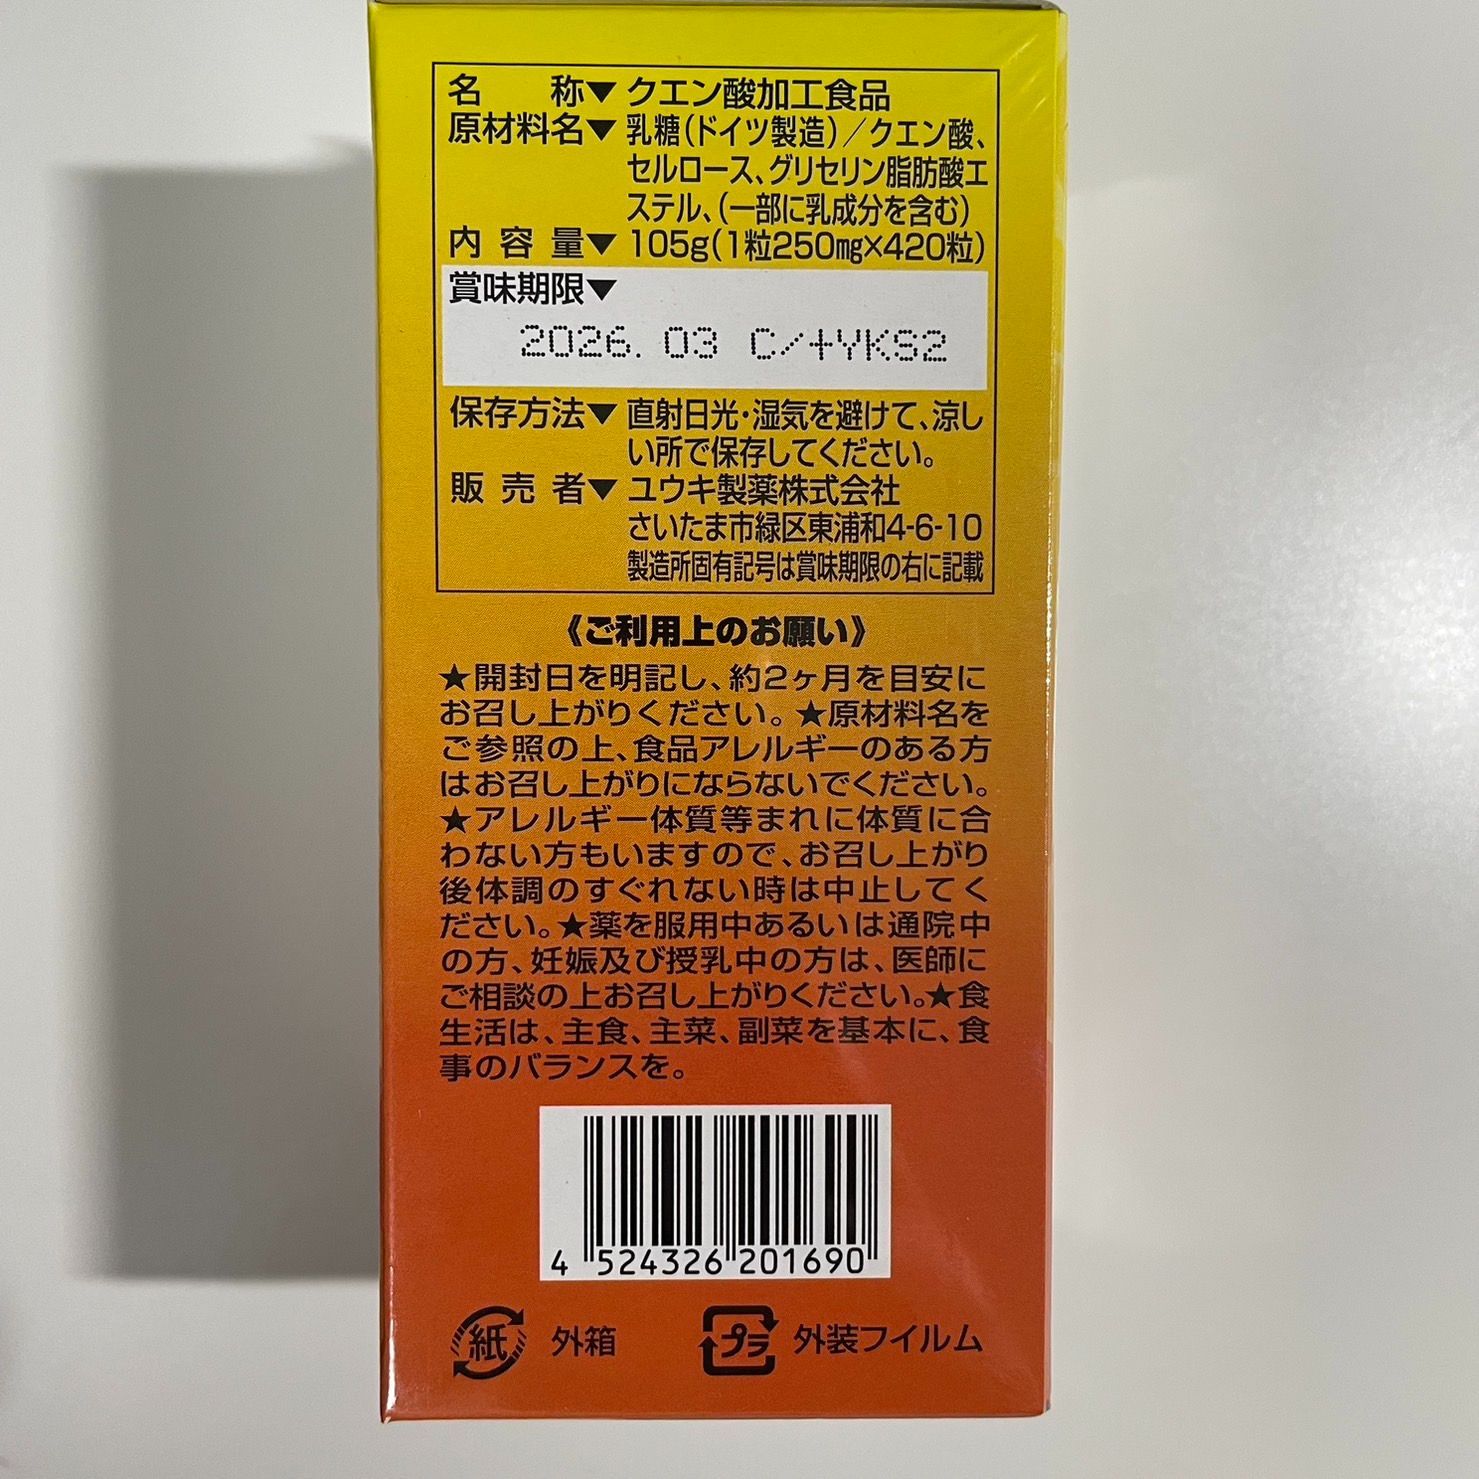 名称▼クエン酸加工食品
原材料名▼乳糖(ドイツ製造)／クエン酸、
セルロース、グリセリン脂肪酸エ
ステル、(一部に乳成分を含む)
内容量▼105g(1粒250㎎×420粒)
賞味期限▼
2026.03 C/+YKS2
保存方法▼直射日光・湿気を避けて、涼し
い所で保存してください。
販売者▼ユウキ製薬株式会社
さいたま市緑区東浦和4-6-10
製造所固有記号は賞味期限の右に記載
《ご利用上のお願い》
★開封日を明記し、約2ヶ月を目安に
お召し上がりください。★原材料名を
ご参照の上、食品アレルギーのある方
はお召し上がりにならないでください。
★アレルギー体質等まれに体質に合
わない方もいますので、お召し上がり
後体調のすぐれない時は中止してく
ださい。★薬を服用中あるいは通院中
の方、妊娠及び授乳中の方は、医師に
ご相談の上お召し上がりください。★食
生活は、主食、主菜、副菜を基本に、食
事のバランスを。
4 524326 201690
紙 外箱 プラ 外装フイルム